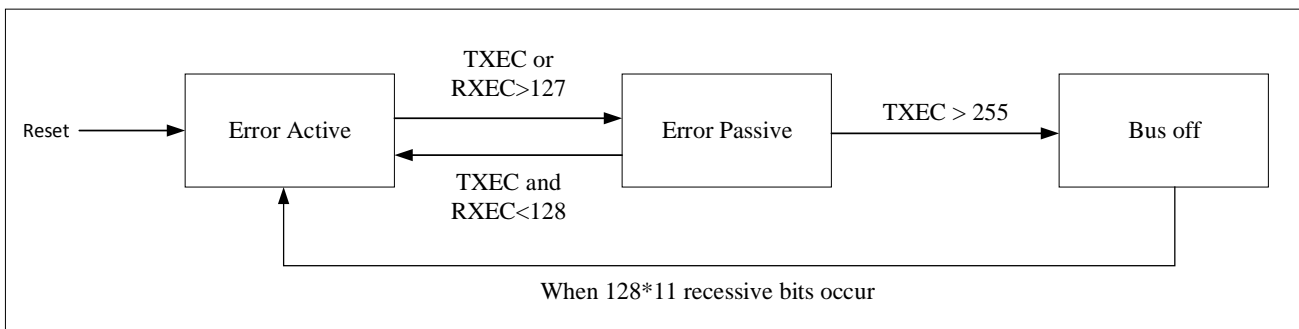 TXEC or
RXEC>127
Reset
Error Active
Error Passive
TXEC > 255
Bus off
TXEC and
RXEC<128
When 128*11 recessive bits occur